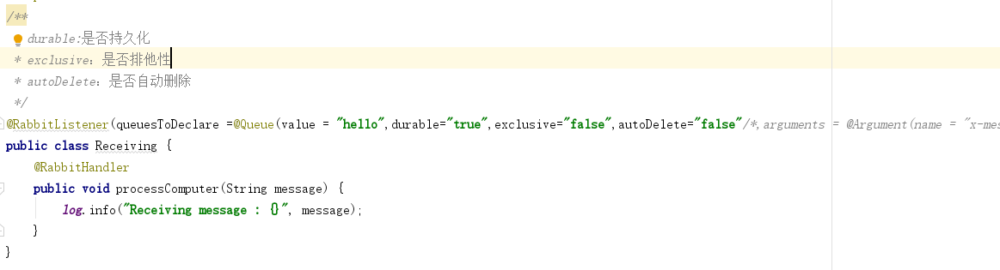 /**
durable:是否持久化
* exclusive：是否排他性
* autoDelete：是否自动删除
*/
@RabbitListener(queuesToDeclare =@Queue(value = "hello",durable="true",exclusive="false",autoDelete="false"/*,arguments = @Argument(name = "x-mes
public class Receiving {
@RabbitHandler
public void processComputer(String message) {
log.info("Receiving message : {}", message);
}
}